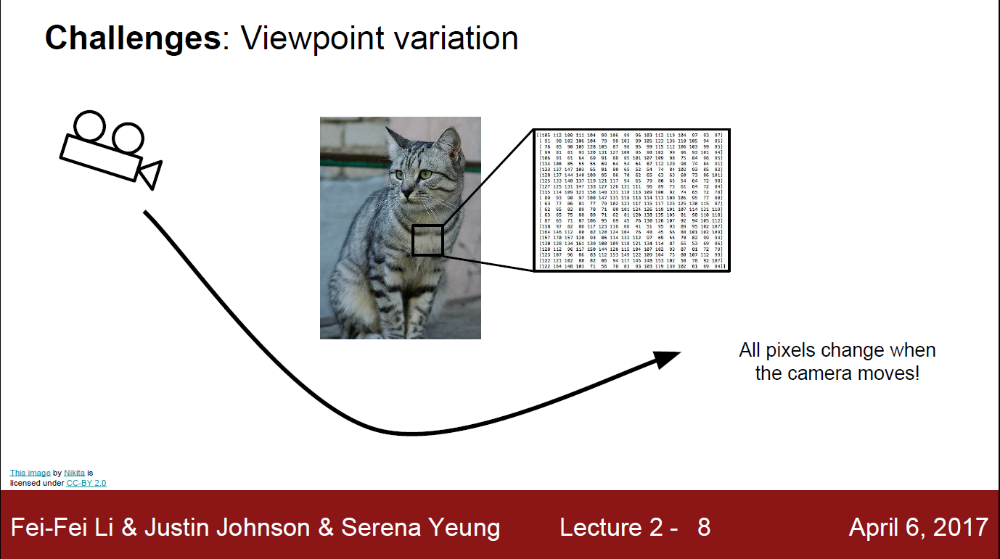 Challenges: Viewpoint variation
[[105 112 108 111 104 99 106 99 96 103 112 119 104 97 93 87]
[ 91 98 102 106 104 79 98 103 99 105 123 136 110 105 94 85]
[ 76 85 90 105 128 105 87 96 95 99 115 112 106 103 99 85]
[ 99 81 81 93 120 131 127 100 95 98 102 99 96 93 101 94]
[106 91 61 64 69 91 88 85 101 107 109 98 75 84 96 95]
[114 108 85 55 55 69 64 54 64 87 112 129 98 74 84 91]
[133 137 147 103 65 81 80 65 52 54 74 84 102 93 85 82]
[128 137 144 140 109 95 86 70 62 65 63 63 60 73 86 101]
[125 133 148 137 119 121 117 94 65 79 80 65 54 64 72 98]
[127 125 131 147 133 127 126 131 111 96 89 75 61 64 72 84]
[115 114 109 123 150 148 131 118 113 109 100 92 74 65 72 78]
[ 89 93 90 97 108 147 131 118 113 114 113 109 106 95 77 80]
[ 63 77 86 81 77 79 102 123 117 115 117 125 125 130 115 87]
[ 62 65 82 89 78 71 80 101 124 126 119 101 107 114 131 119]
[ 63 65 75 88 89 71 62 81 120 138 135 105 81 98 110 118]
[ 87 65 71 87 106 95 69 45 76 130 126 107 92 94 105 112]
[118 97 82 86 117 123 116 66 41 51 95 93 89 95 102 107]
[164 146 112 80 82 120 124 104 76 48 45 66 88 101 102 109]
[157 170 157 120 93 86 114 132 112 97 69 55 70 82 99 94]
[130 128 134 161 139 100 109 118 121 134 114 87 65 53 69 86]
[128 112 96 117 150 144 120 115 104 107 102 93 87 81 72 79]
[123 107 96 86 83 112 153 149 122 109 104 75 80 107 112 99]
[122 121 102 80 82 86 94 117 145 148 153 102 58 78 92 107]
[122 164 148 103 71 56 78 83 93 103 119 139 102 61 69 84]]
All pixels change when
the camera moves!
This image by Nikita is
licensed under CC-BY 2.0
Fei-Fei Li & Justin Johnson & Serena Yeung Lecture 2 - 8 April 6, 2017